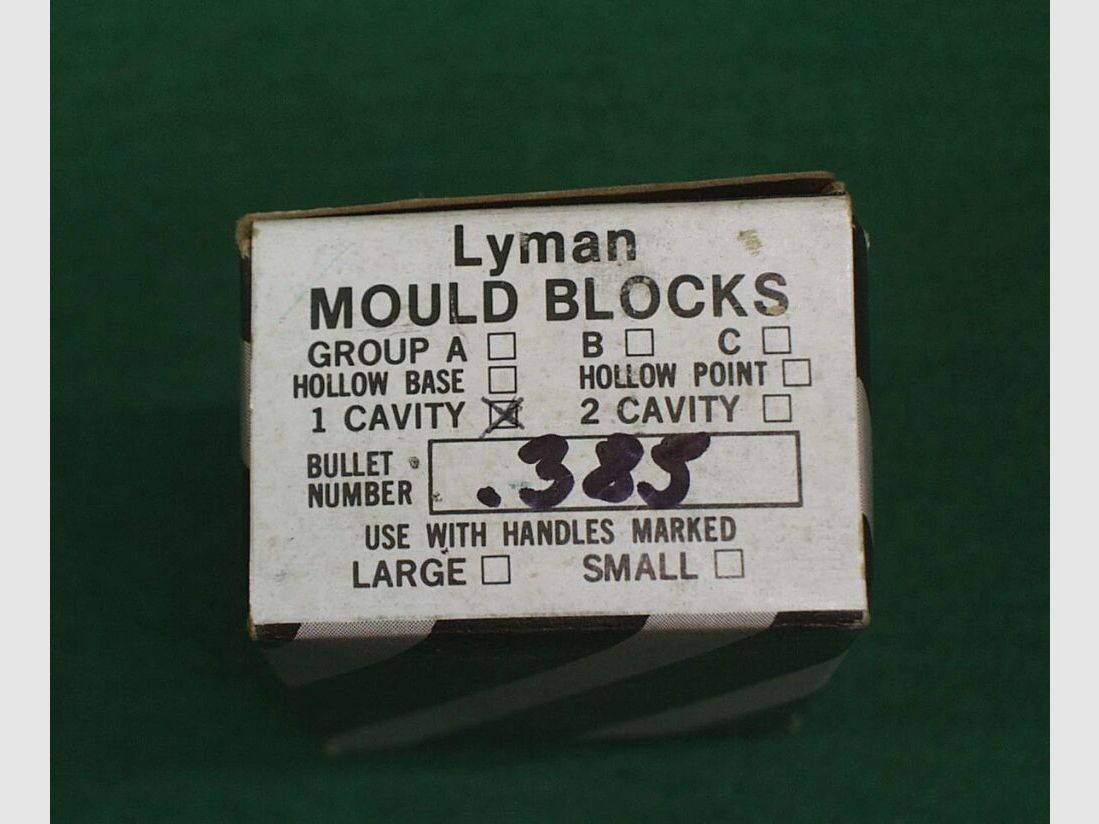 Lyman
MOULD BLOCKS
GROUP A □ B □ C □
HOLLOW BASE □ HOLLOW POINT □
1 CAVITY ☒ 2 CAVITY □
BULLET NUMBER .385
USE WITH HANDLES MARKED
LARGE □ SMALL □